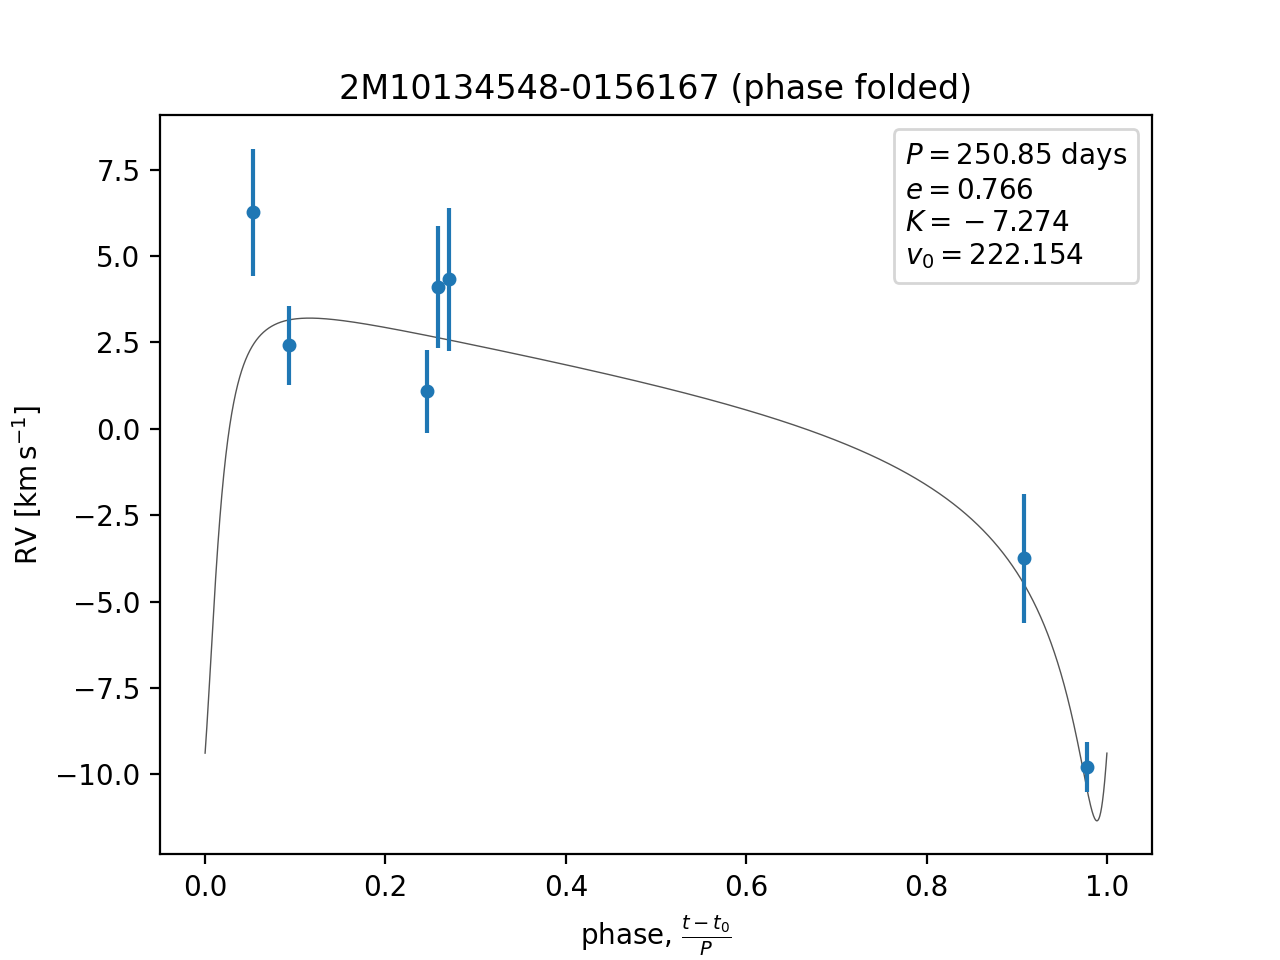 2M10134548-0156167 (phase folded)
P = 250.85 days
e = 0.766
K = −7.274
v₀ = 222.154
7.5
5.0
2.5
0.0
−2.5
−5.0
−7.5
−10.0
RV [km s⁻¹]
0.0 0.2 0.4 0.6 0.8 1.0
phase, (t − t₀)/P